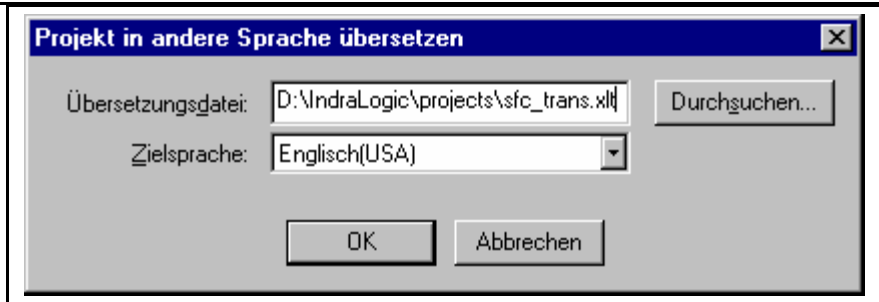 Projekt in andere Sprache übersetzen
Übersetzungsdatei: D:\IndraLogic\projects\sfc_trans.xlt Durchsuchen...
Zielsprache: Englisch(USA)
OK Abbrechen